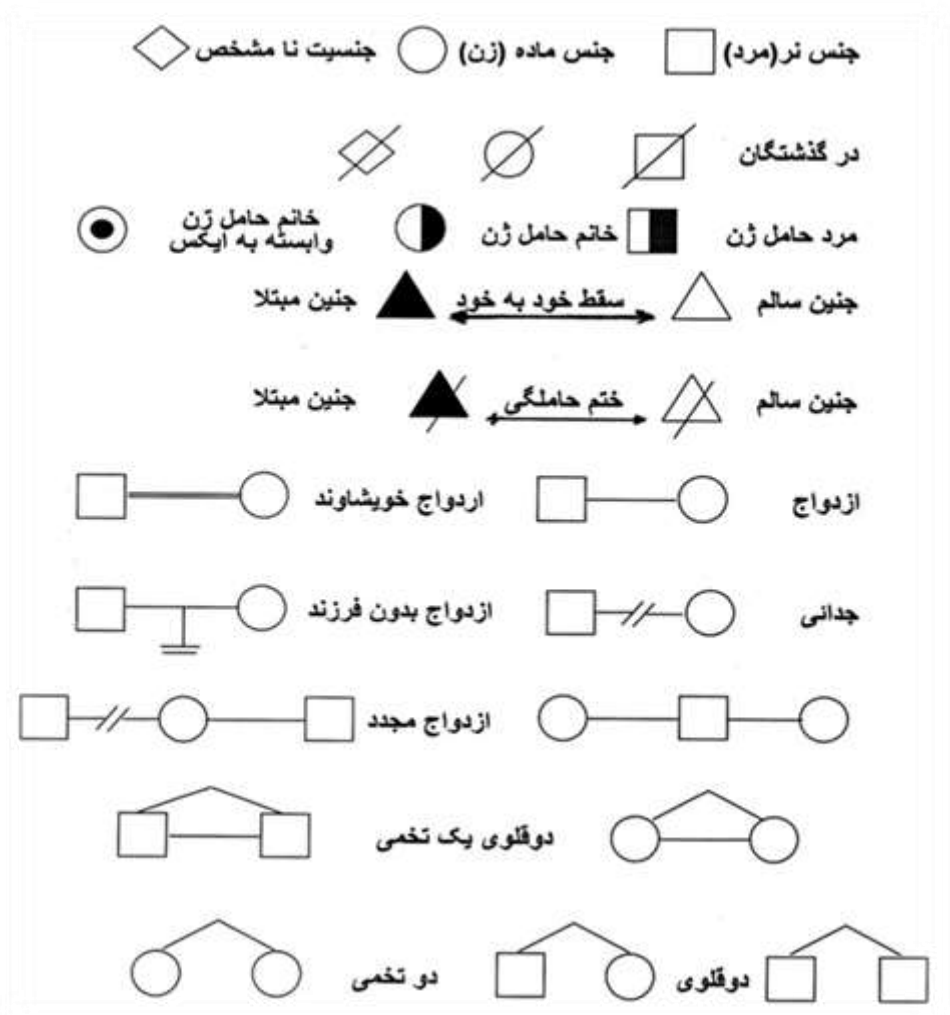 جنس نر(مرد) جنس ماده (زن) جنسیت نا مشخص
در گذشتگان
مرد حامل ژن خانم حامل ژن خانم حامل ژن وابسته به ایکس
جنین سالم سقط خود به خود جنین مبتلا
جنین سالم ختم حاملگی جنین مبتلا
ازدواج اردواج خویشاوند
جدائی ازدواج بدون فرزند
ازدواج مجدد
دوقلوی یک تخمی
دوقلوی دو تخمی